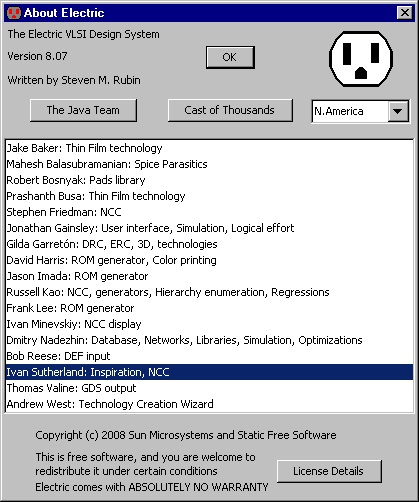 About Electric
The Electric VLSI Design System
Version 8.07
OK
Written by Steven M. Rubin
The Java Team
Cast of Thousands
N.America
Jake Baker: Thin Film technology
Mahesh Balasubramanian: Spice Parasitics
Robert Bosnyak: Pads library
Prashanth Busa: Thin Film technology
Stephen Friedman: NCC
Jonathan Gainsley: User interface, Simulation, Logical effort
Gilda Garretón: DRC, ERC, 3D, technologies
David Harris: ROM generator, Color printing
Jason Imada: ROM generator
Russell Kao: NCC, generators, Hierarchy enumeration, Regressions
Frank Lee: ROM generator
Ivan Minevskiy: NCC display
Dmitry Nadezhin: Database, Networks, Libraries, Simulation, Optimizations
Bob Reese: DEF input
Ivan Sutherland: Inspiration, NCC
Thomas Valine: GDS output
Andrew West: Technology Creation Wizard
Copyright (c) 2008 Sun Microsystems and Static Free Software
This is free software, and you are welcome to
redistribute it under certain conditions
License Details
Electric comes with ABSOLUTELY NO WARRANTY